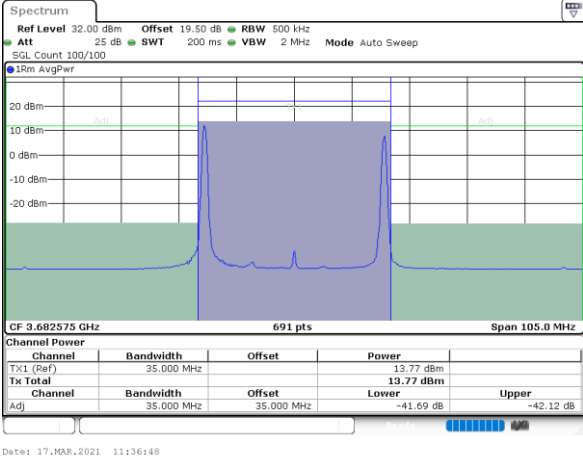 Spectrum
Ref Level 32.00 dBm Offset 19.50 dB RBW 500 kHz
Att 25 dB SWT 200 ms VBW 2 MHz Mode Auto Sweep
SGL Count 100/100
1Rm AvgPwr
20 dBm
Adj Adj
10 dBm
0 dBm
-10 dBm
-20 dBm
CF 3.682575 GHz 691 pts Span 105.0 MHz
Channel Power
Channel Bandwidth Offset Power
TX1 (Ref) 35.000 MHz 13.77 dBm
Tx Total 13.77 dBm
Channel Bandwidth Offset Lower Upper
Adj 35.000 MHz 35.000 MHz -41.69 dB -42.12 dB
Date: 17.MAR.2021 11:36:48